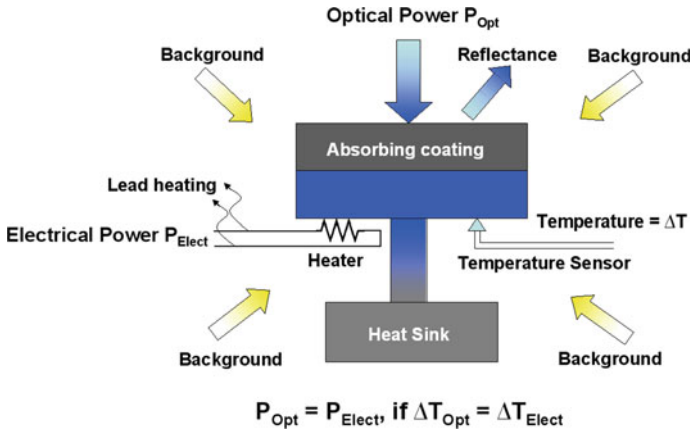 Optical Power P_Opt
Background
Reflectance
Background
Absorbing coating
Lead heating
Electrical Power P_Elect
Heater
Temperature = ΔT
Temperature Sensor
Heat Sink
Background
Background
P_Opt = P_Elect, if ΔT_Opt = ΔT_Elect